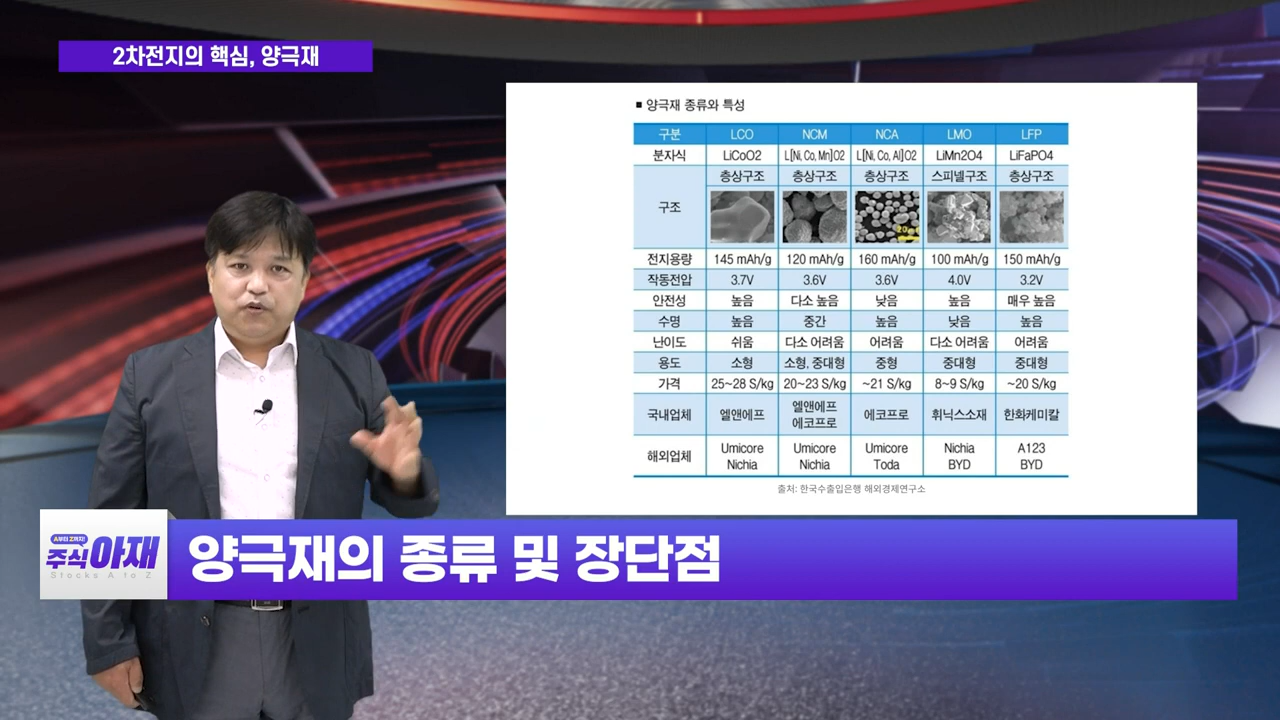 2차전지의 핵심, 양극재
■ 양극재 종류와 특성
구분 LCO NCM NCA LMO LFP
분자식 LiCoO2 L[Ni, Co, Mn]O2 L[Ni, Co, Al]O2 LiMn2O4 LiFaPO4
구조 층상구조 층상구조 층상구조 스피넬구조 층상구조
전지용량 145 mAh/g 120 mAh/g 160 mAh/g 100 mAh/g 150 mAh/g
작동전압 3.7V 3.6V 3.6V 4.0V 3.2V
안전성 높음 다소 높음 낮음 높음 매우 높음
수명 높음 중간 높음 낮음 높음
난이도 쉬움 다소 어려움 어려움 다소 어려움 어려움
용도 소형 소형, 중대형 중형 중대형 중대형
가격 25~28 S/kg 20~23 S/kg ~21 S/kg 8~9 S/kg ~20 S/kg
국내업체 엘앤에프 엘앤에프 에코프로 에코프로 휘닉스소재 한화케미칼
해외업체 Umicore Nichia Umicore Nichia Umicore Toda Nichia BYD A123 BYD
출처: 한국수출입은행 해외경제연구소
A부터 Z까지!
주식아재
Stocks A to Z
양극재의 종류 및 장단점